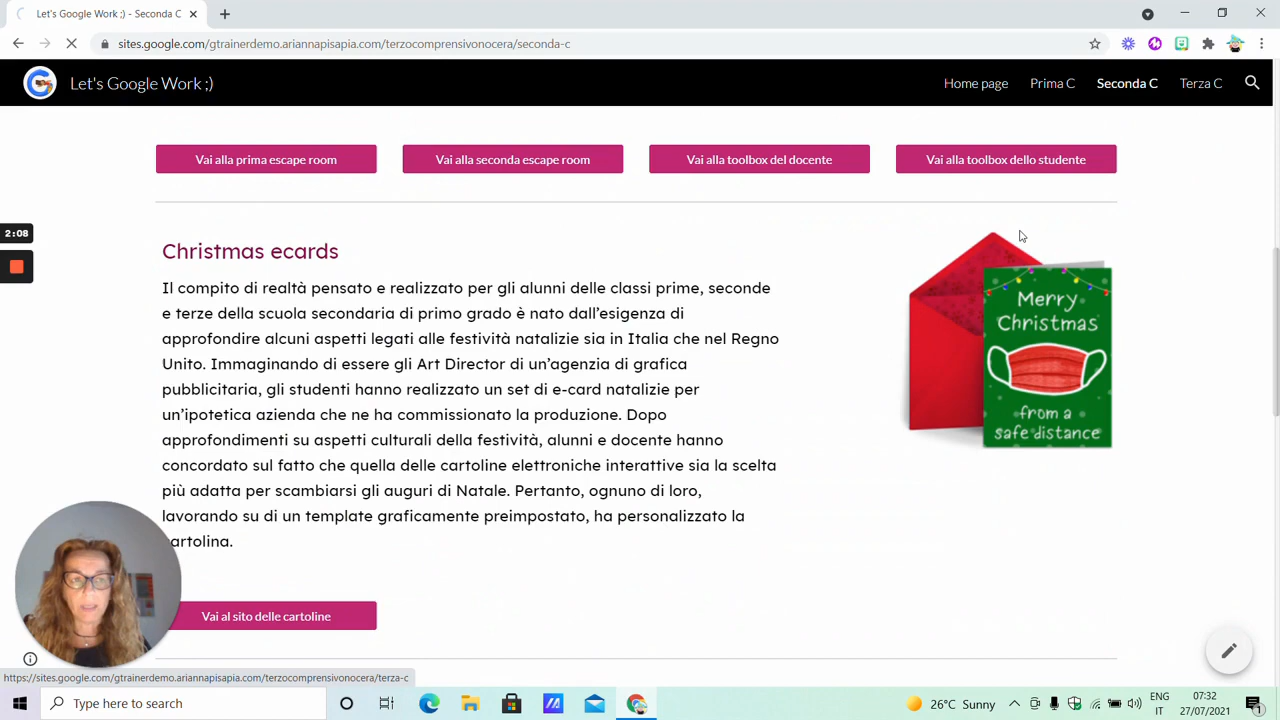 Let's Google Work ;) - Seconda C
sites.google.com/gtrainerdemo.ariannapisapia.com/terzocomprensivonocera/seconda-c
Let's Google Work ;)
Home page
Prima C
Seconda C
Terza C
Vai alla prima escape room
Vai alla seconda escape room
Vai alla toolbox del docente
Vai alla toolbox dello studente
2:08
Christmas ecards
Il compito di realtà pensato e realizzato per gli alunni delle classi prime, seconde
e terze della scuola secondaria di primo grado è nato dall'esigenza di
approfondire alcuni aspetti legati alle festività natalizie sia in Italia che nel Regno
Unito. Immaginando di essere gli Art Director di un'agenzia di grafica
pubblicitaria, gli studenti hanno realizzato un set di e-card natalizie per
un'ipotetica azienda che ne ha commissionato la produzione. Dopo
approfondimenti su aspetti culturali della festività, alunni e docente hanno
concordato sul fatto che quella delle cartoline elettroniche interattive sia la scelta
più adatta per scambiarsi gli auguri di Natale. Pertanto, ognuno di loro,
lavorando su di un template graficamente preimpostato, ha personalizzato la
cartolina.
Merry
Christmas
from a
safe distance
Vai al sito delle cartoline
https://sites.google.com/gtrainerdemo.ariannapisapia.com/terzocomprensivonocera/terza-c
Type here to search
26°C Sunny
ENG
IT
07:32
27/07/2021
1